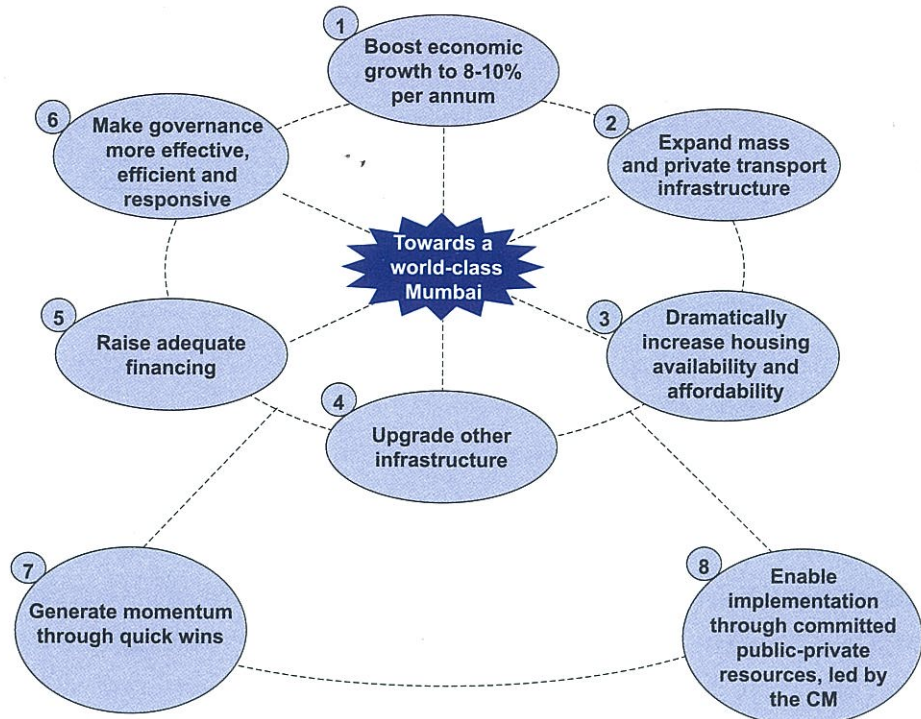 1
Boost economic
growth to 8-10%
per annum
2
Expand mass
and private transport
infrastructure
3
Dramatically
increase housing
availability and
affordability
4
Upgrade other
infrastructure
5
Raise adequate
financing
6
Make governance
more effective,
efficient and
responsive
Towards a
world-class
Mumbai
7
Generate momentum
through quick wins
8
Enable
implementation
through committed
public-private
resources, led by
the CM